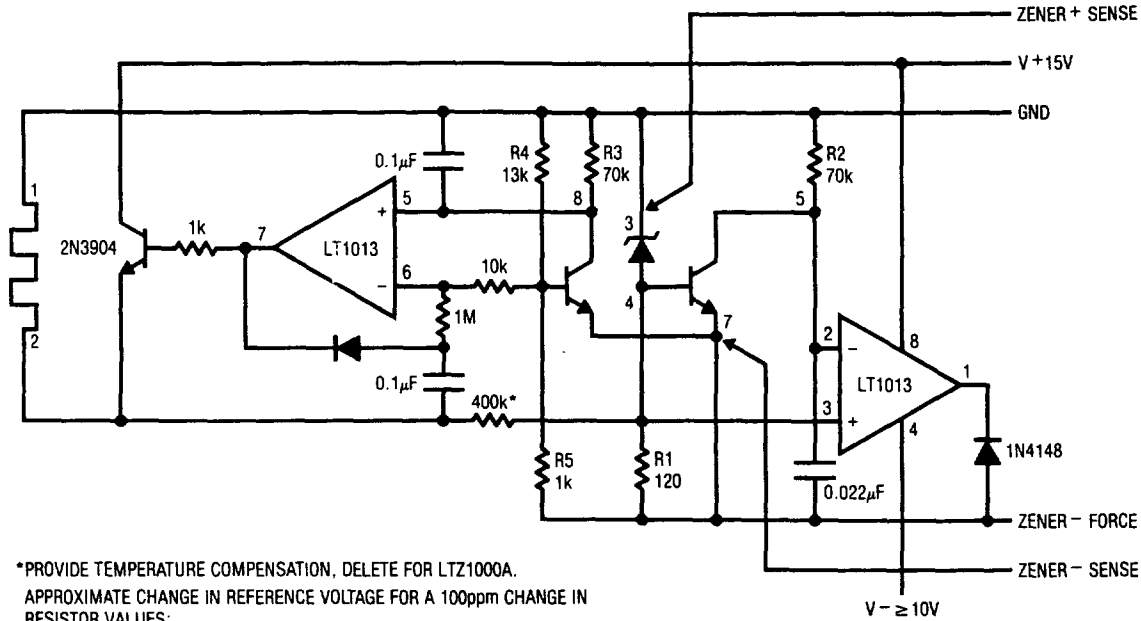 ZENER+ SENSE
V+15V
GND
R4
13k
R3
70k
R2
70k
0.1µF
1
8
5
5
3
2N3904
1k
7
+
LT1013
6
−
10k
4
1M
7
2
0.1µF
400k*
2
−
8
LT1013
1
3
+
4
R5
1k
R1
120
0.022µF
1N4148
ZENER− FORCE
ZENER− SENSE
V− ≥ 10V
*PROVIDE TEMPERATURE COMPENSATION, DELETE FOR LTZ1000A.
APPROXIMATE CHANGE IN REFERENCE VOLTAGE FOR A 100ppm CHANGE IN
RESISTOR VALUES: